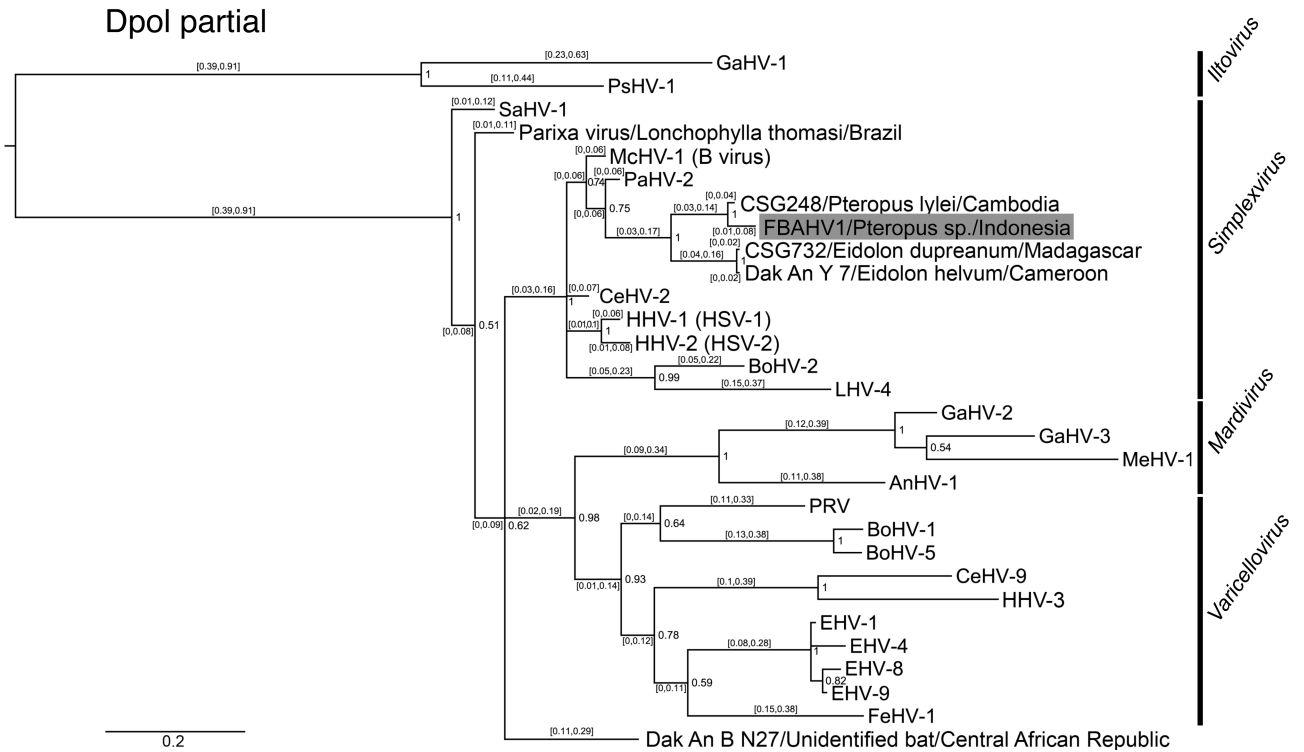 Dpol partial
[0.23,0.63]
[0.39,0.91]
GaHV-1
1
[0.11,0.44]
PsHV-1
Iltovirus
[0.01,0.12]
SaHV-1
[0.01,0.11]
Parixa virus/Lonchophylla thomasi/Brazil
[0,0.06]
McHV-1 (B virus)
[0,0.06]
[0,0.06]
0.74
PaHV-2
[0,0.04]
CSG248/Pteropus lylei/Cambodia
[0.03,0.14]
[0,0.06]
0.75
1
[0.39,0.91]
1
FBAHV1/Pteropus sp./Indonesia
[0.01,0.08]
[0.03,0.17]
1
[0,0.02]
CSG732/Eidolon dupreanum/Madagascar
[0.04,0.16]
1
[0,0.02]
Dak An Y 7/Eidolon helvum/Cameroon
Simplexvirus
[0.03,0.16]
[0,0.07]
CeHV-2
1
[0,0.06]
HHV-1 (HSV-1)
[0.01,0.1]
1
[0,0.08]
0.51
HHV-2 (HSV-2)
[0.01,0.08]
[0.05,0.22]
BoHV-2
[0.05,0.23]
0.99
[0.15,0.37]
LHV-4
GaHV-2
[0.12,0.39]
1
GaHV-3
0.54
[0.09,0.34]
1
MeHV-1
[0.11,0.38]
AnHV-1
Mardivirus
[0.11,0.33]
PRV
[0.02,0.19]
[0,0.09]
0.62
0.98
[0,0.14]
0.64
BoHV-1
[0.13,0.38]
1
BoHV-5
[0.01,0.14]
0.93
CeHV-9
[0.1,0.39]
1
HHV-3
Varicellovirus
EHV-1
[0,0.12]
0.78
[0.08,0.28]
1
EHV-4
EHV-8
0.82
[0,0.11]
0.59
EHV-9
[0.15,0.38]
FeHV-1
[0.11,0.29]
Dak An B N27/Unidentified bat/Central African Republic
0.2